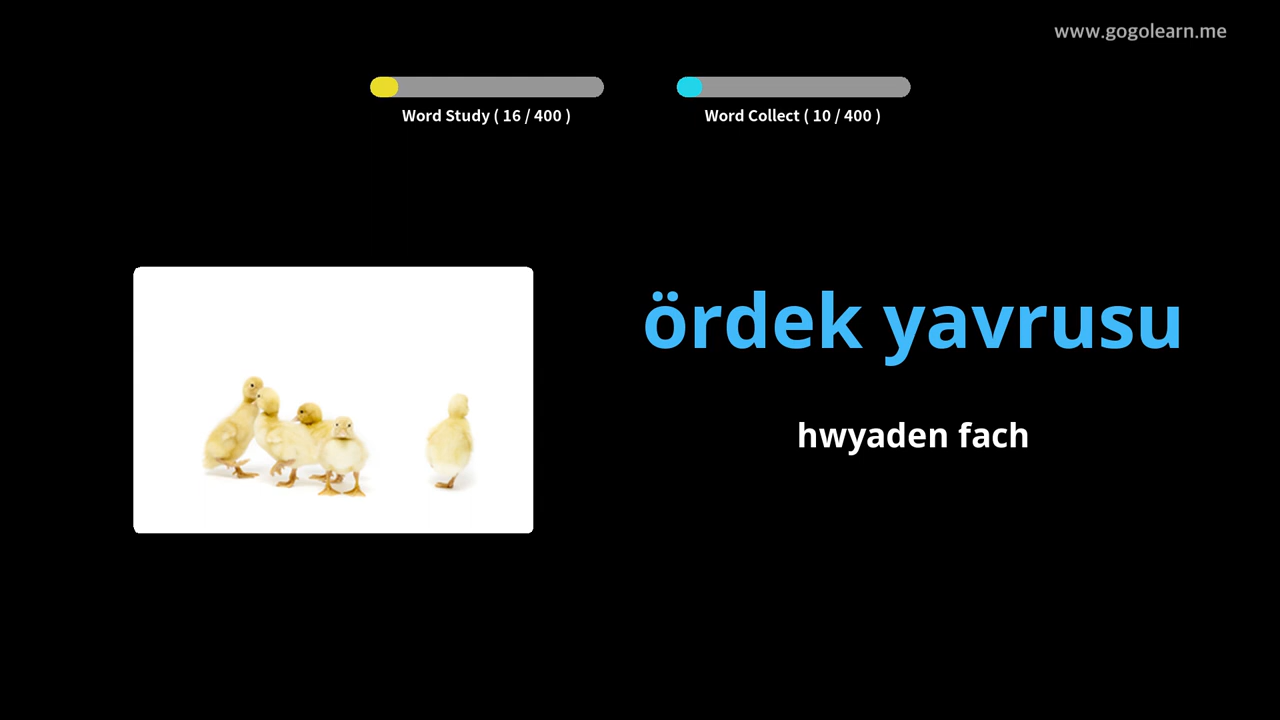 www.gogolearn.me
Word Study ( 16 / 400 )
Word Collect ( 10 / 400 )
ördek yavrusu
hwyaden fach